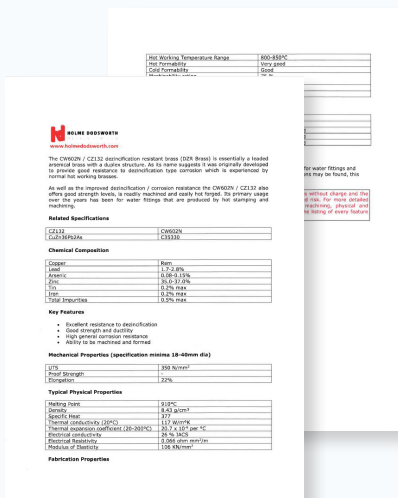 HOLME DODSWORTH
www.holmedodsworth.com
The CW602N / CZ132 dezincification resistant brass (DZR Brass) is essentially a leaded
arsenical brass with a duplex structure. As its name suggests it was originally developed
to provide good resistance to dezincification type corrosion which is experienced by
normal hot working brasses.
As well as the improved dezincification / corrosion resistance the CW602N / CZ132 also
offers good strength levels, is readily machined and easily hot forged. Its primary usage
over the years has been for water fittings that are produced by hot stamping and
machining.
Related Specifications
CZ132 CW602N
CuZn36Pb2As C35330
Chemical Composition
Copper Rem
Lead 1.7-2.8%
Arsenic 0.08-0.15%
Zinc 35.0-37.0%
Tin 0.2% max
Iron 0.2% max
Total Impurities 0.5% max
Key Features
• Excellent resistance to dezincification
• Good strength and ductility
• High general corrosion resistance
• Ability to be machined and formed
Mechanical Properties (specification minima 18-40mm dia)
UTS 350 N/mm²
Proof Strength -
Elongation 22%
Typical Physical Properties
Melting Point 910°C
Density 8.43 g/cm³
Specific Heat 377
Thermal conductivity (20°C) 117 W/m°K
Thermal expansion coefficient (20-200°C) 20.7 x 10⁻⁶ per °C
Electrical conductivity 26 % IACS
Electrical Resistivity 0.066 ohm mm²/m
Modulus of Elasticity 106 KN/mm²
Fabrication Properties
Hot Working Temperature Range 800-850°C
Hot Formability Very good
Cold Formability Good
for water fittings and
ns may be found, this
without charge and the
risk. For more detailed
machining, physical and
listing of every feature